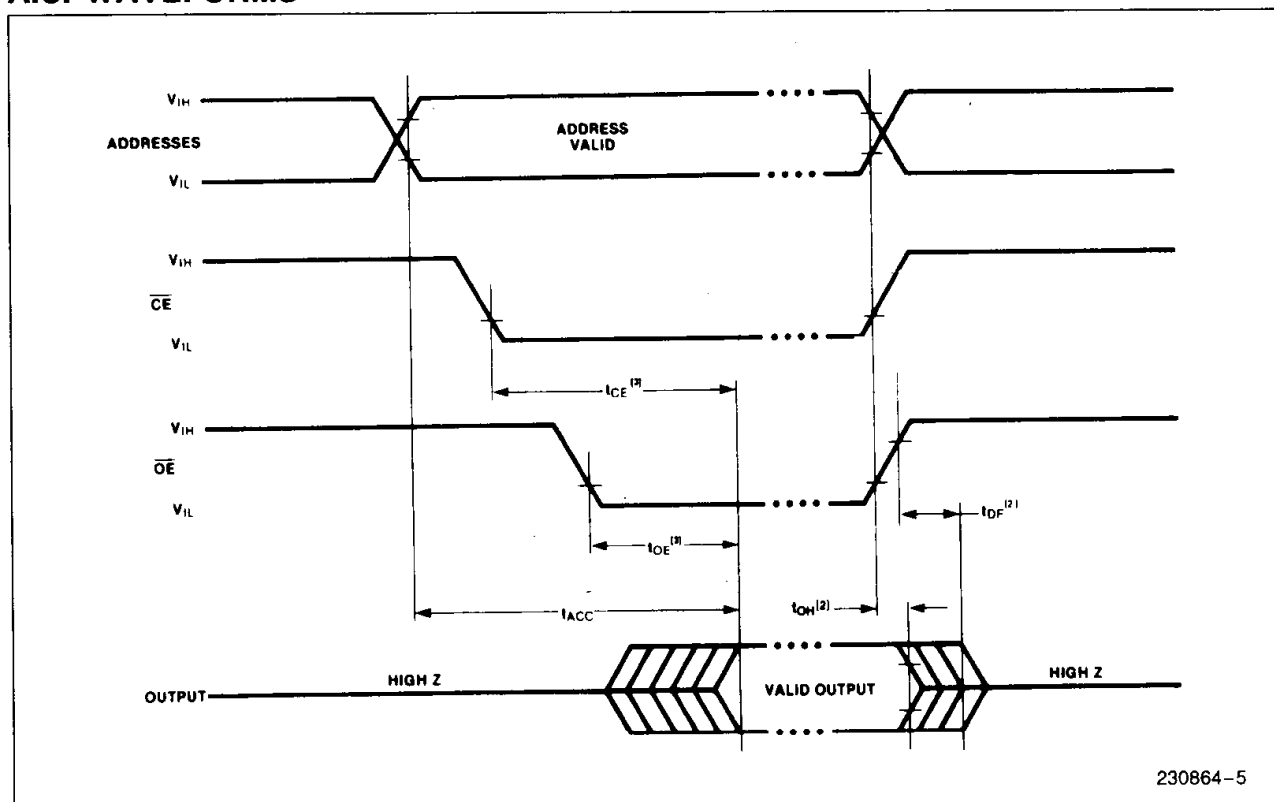 VIH
ADDRESSES
VIL
ADDRESS
VALID
VIH
CE
VIL
tCE(3)
VIH
OE
VIL
tOE(3)
tDF(2)
tACC
tOH(2)
OUTPUT
HIGH Z
VALID OUTPUT
HIGH Z
230864-5